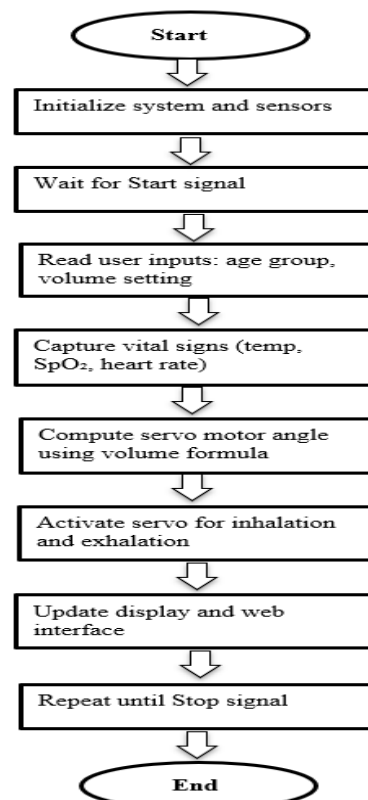 Start
Initialize system and sensors
Wait for Start signal
Read user inputs: age group,
volume setting
Capture vital signs (temp,
SpO₂, heart rate)
Compute servo motor angle
using volume formula
Activate servo for inhalation
and exhalation
Update display and web
interface
Repeat until Stop signal
End